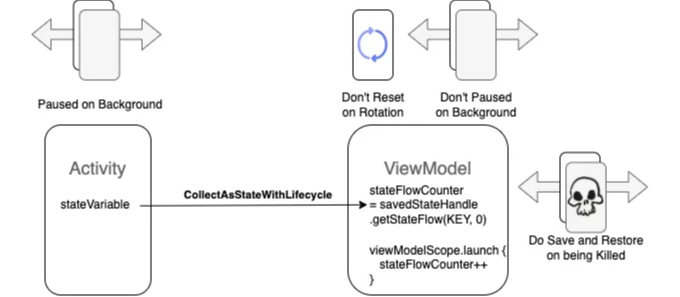 Paused on Background
Don't Reset
on Rotation
Don't Paused
on Background
Activity
stateVariable
CollectAsStateWithLifecycle
ViewModel
stateFlowCounter
= savedStateHandle
.getStateFlow(KEY, 0)
viewModelScope.launch {
stateFlowCounter++
}
Do Save and Restore
on being Killed